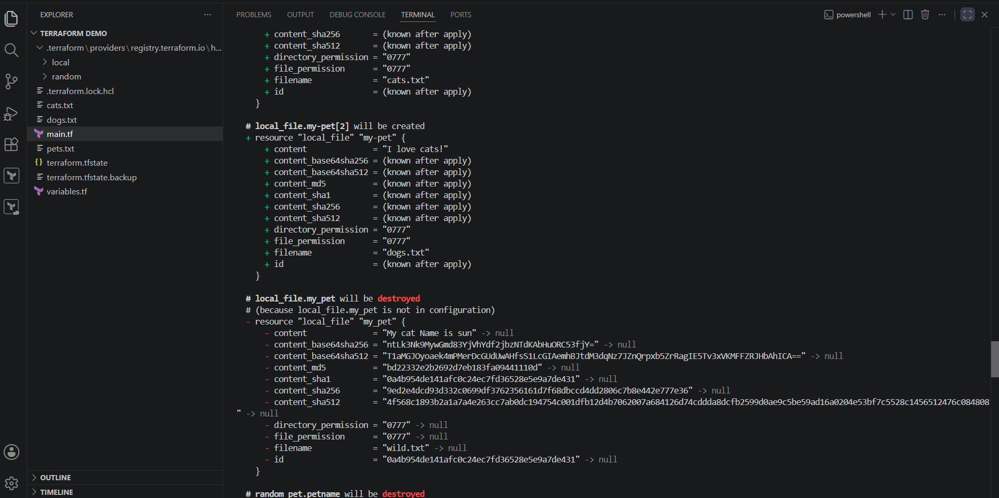 EXPLORER
TERRAFORM DEMO
.terraform\providers\registry.terraform.io\h...
local
random
.terraform.lock.hcl
cats.txt
dogs.txt
main.tf
pets.txt
{} terraform.tfstate
terraform.tfstate.backup
variables.tf
OUTLINE
TIMELINE
PROBLEMS OUTPUT DEBUG CONSOLE TERMINAL PORTS
powershell
+ content_sha256       = (known after apply)
+ content_sha512       = (known after apply)
+ directory_permission = "0777"
+ file_permission      = "0777"
+ filename             = "cats.txt"
+ id                   = (known after apply)
}
# local_file.my-pet[2] will be created
+ resource "local_file" "my-pet" {
+ content              = "I love cats!"
+ content_base64sha256 = (known after apply)
+ content_base64sha512 = (known after apply)
+ content_md5          = (known after apply)
+ content_sha1         = (known after apply)
+ content_sha256       = (known after apply)
+ content_sha512       = (known after apply)
+ directory_permission = "0777"
+ file_permission      = "0777"
+ filename             = "dogs.txt"
+ id                   = (known after apply)
}
# local_file.my_pet will be destroyed
# (because local_file.my_pet is not in configuration)
- resource "local_file" "my_pet" {
- content              = "My cat Name is sun" -> null
- content_base64sha256 = "ntLk3Nk9MywGmd83YjVhYdf2jbzNTdKAbHuORC53fjY=" -> null
- content_base64sha512 = "T1aMGJOyoaek4mPMerDcGUdUwAHfsS1LcGIAemhBJtdM3dqNz7JZnQrpxb5ZrRagIE5Tv3xVKMFFZRJHbAhICA==" -> null
- content_md5          = "bd22332e2b2692d7eb183fa09441110d" -> null
- content_sha1         = "0a4b954de141afc0c24ec7fd36528e5e9a7de431" -> null
- content_sha256       = "9ed2e4dcd93d332c0699df3762356161d7f68dbccd4dd2806c7b8e442e777e36" -> null
- content_sha512       = "4f568c1893b2a1a7a4e263cc7ab0dc194754c001dfb12d4b7062007a684126d74cddda8dcfb2599d0ae9c5be59ad16a0204e53bf7c5528c1456512476c084808
" -> null
- directory_permission = "0777" -> null
- file_permission      = "0777" -> null
- filename             = "wild.txt" -> null
- id                   = "0a4b954de141afc0c24ec7fd36528e5e9a7de431" -> null
}
# random_pet.petname will be destroyed